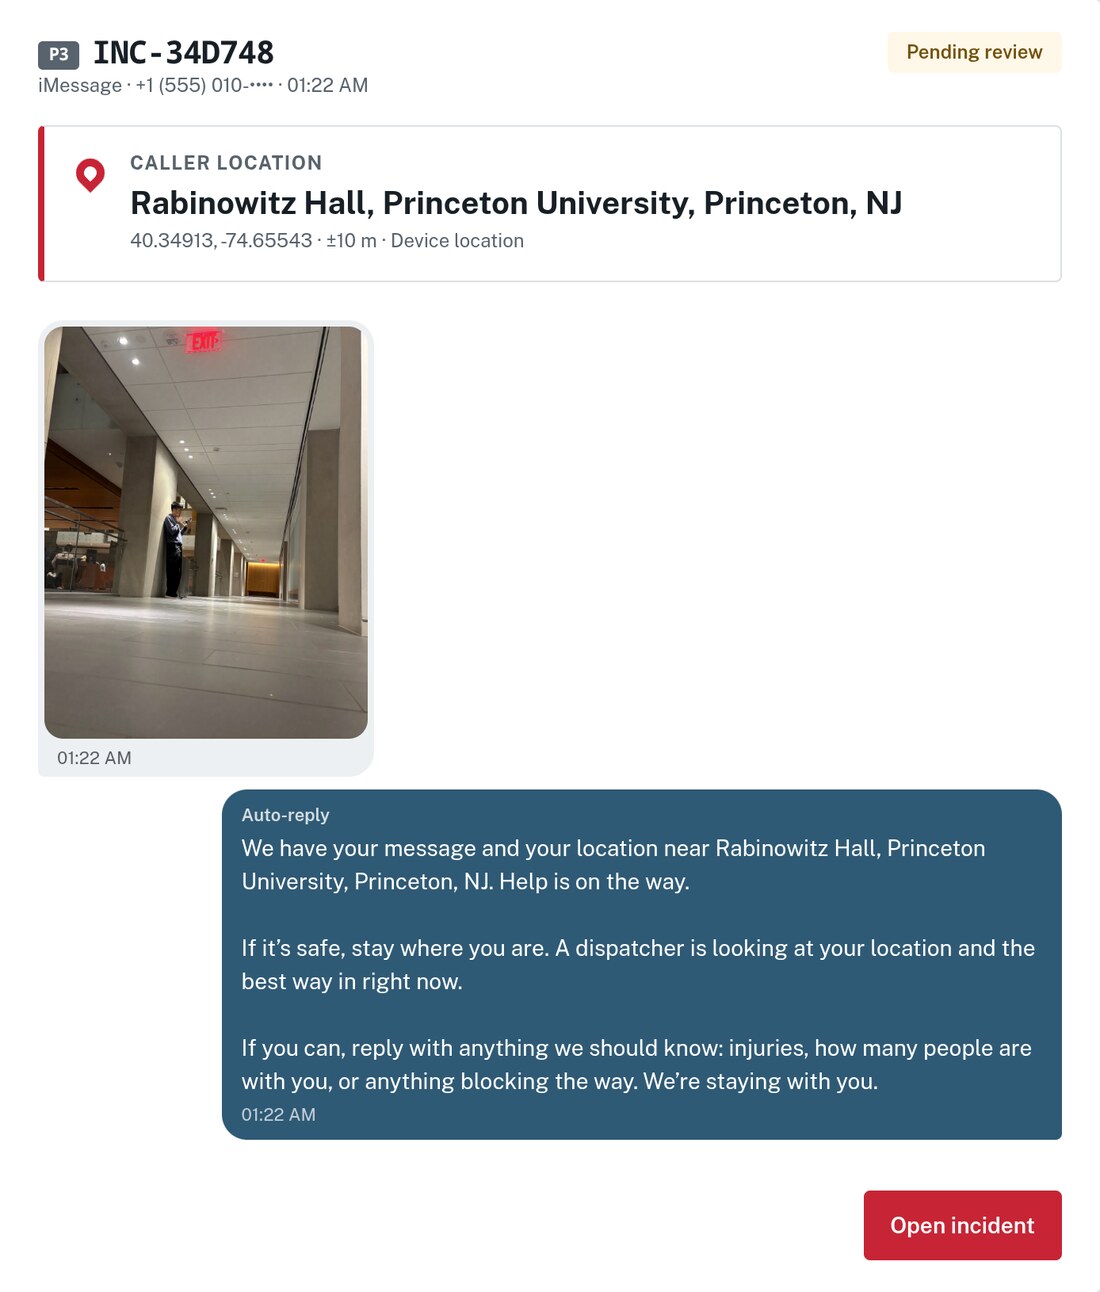 P3 INC-34D748
Pending review
iMessage · +1 (555) 010-•••• · 01:22 AM
CALLER LOCATION
Rabinowitz Hall, Princeton University, Princeton, NJ
40.34913, -74.65543 · ±10 m · Device location
EXIT
01:22 AM
Auto-reply
We have your message and your location near Rabinowitz Hall, Princeton
University, Princeton, NJ. Help is on the way.
If it’s safe, stay where you are. A dispatcher is looking at your location and the
best way in right now.
If you can, reply with anything we should know: injuries, how many people are
with you, or anything blocking the way. We’re staying with you.
01:22 AM
Open incident